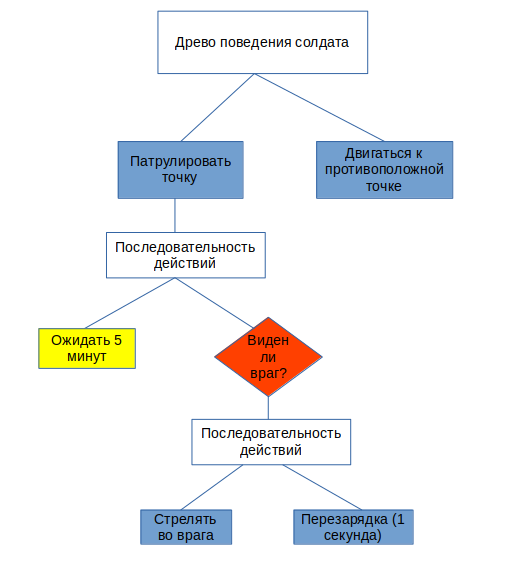 Древо поведения солдата
Патрулировать
точку
Двигаться к
противоположной
точке
Последовательность
действий
Ожидать 5
минут
Виден
ли
враг?
Последовательность
действий
Стрелять
во врага
Перезарядка (1
секунда)